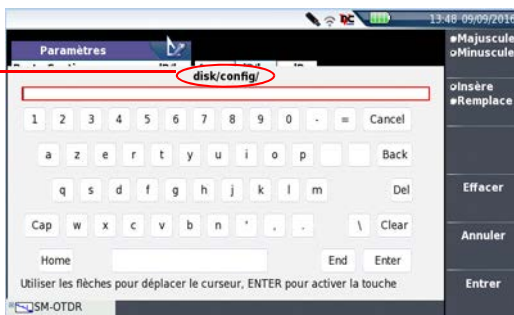 13:48 09/09/2016
Paramètres
Majuscule
Minuscule
disk/config/
Insère
Remplace
1 2 3 4 5 6 7 8 9 0 - = Cancel
a z e r t y u i o p Back
q s d f g h j k l m Del
Effacer
Cap w x c v b n ' , . \ Clear
Annuler
Home End Enter
Utiliser les flèches pour déplacer le curseur, ENTER pour activer la touche
Entrer
SM-OTDR